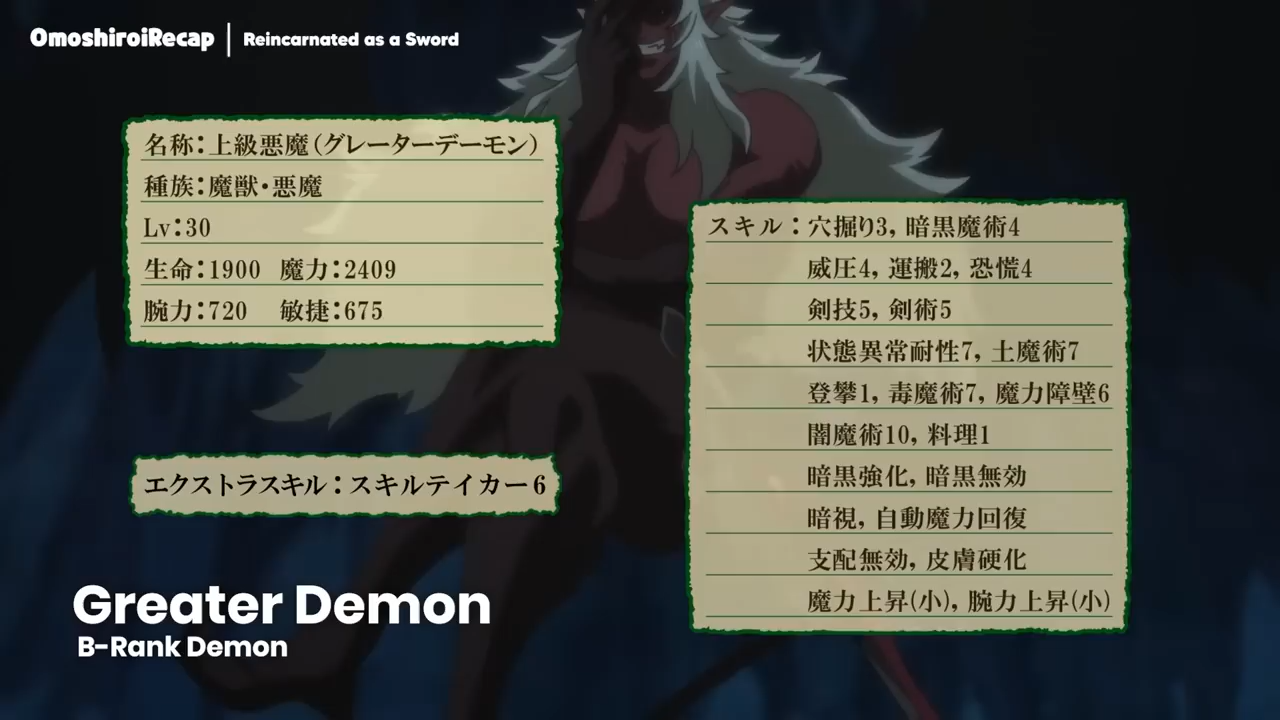 OmoshiroiRecap | Reincarnated as a Sword
名称：上級悪魔（グレーターデーモン）
種族：魔獣・悪魔
Lv：30
生命：1900 魔力：2409
腕力：720 敏捷：675
エクストラスキル：スキルテイカー6
スキル：穴掘り3, 暗黒魔術4
威圧4, 運搬2, 恐慌4
剣技5, 剣術5
状態異常耐性7, 土魔術7
登攀1, 毒魔術7, 魔力障壁6
闇魔術10, 料理1
暗黒強化, 暗黒無効
暗視, 自動魔力回復
支配無効, 皮膚硬化
魔力上昇(小), 腕力上昇(小)
Greater Demon
B-Rank Demon